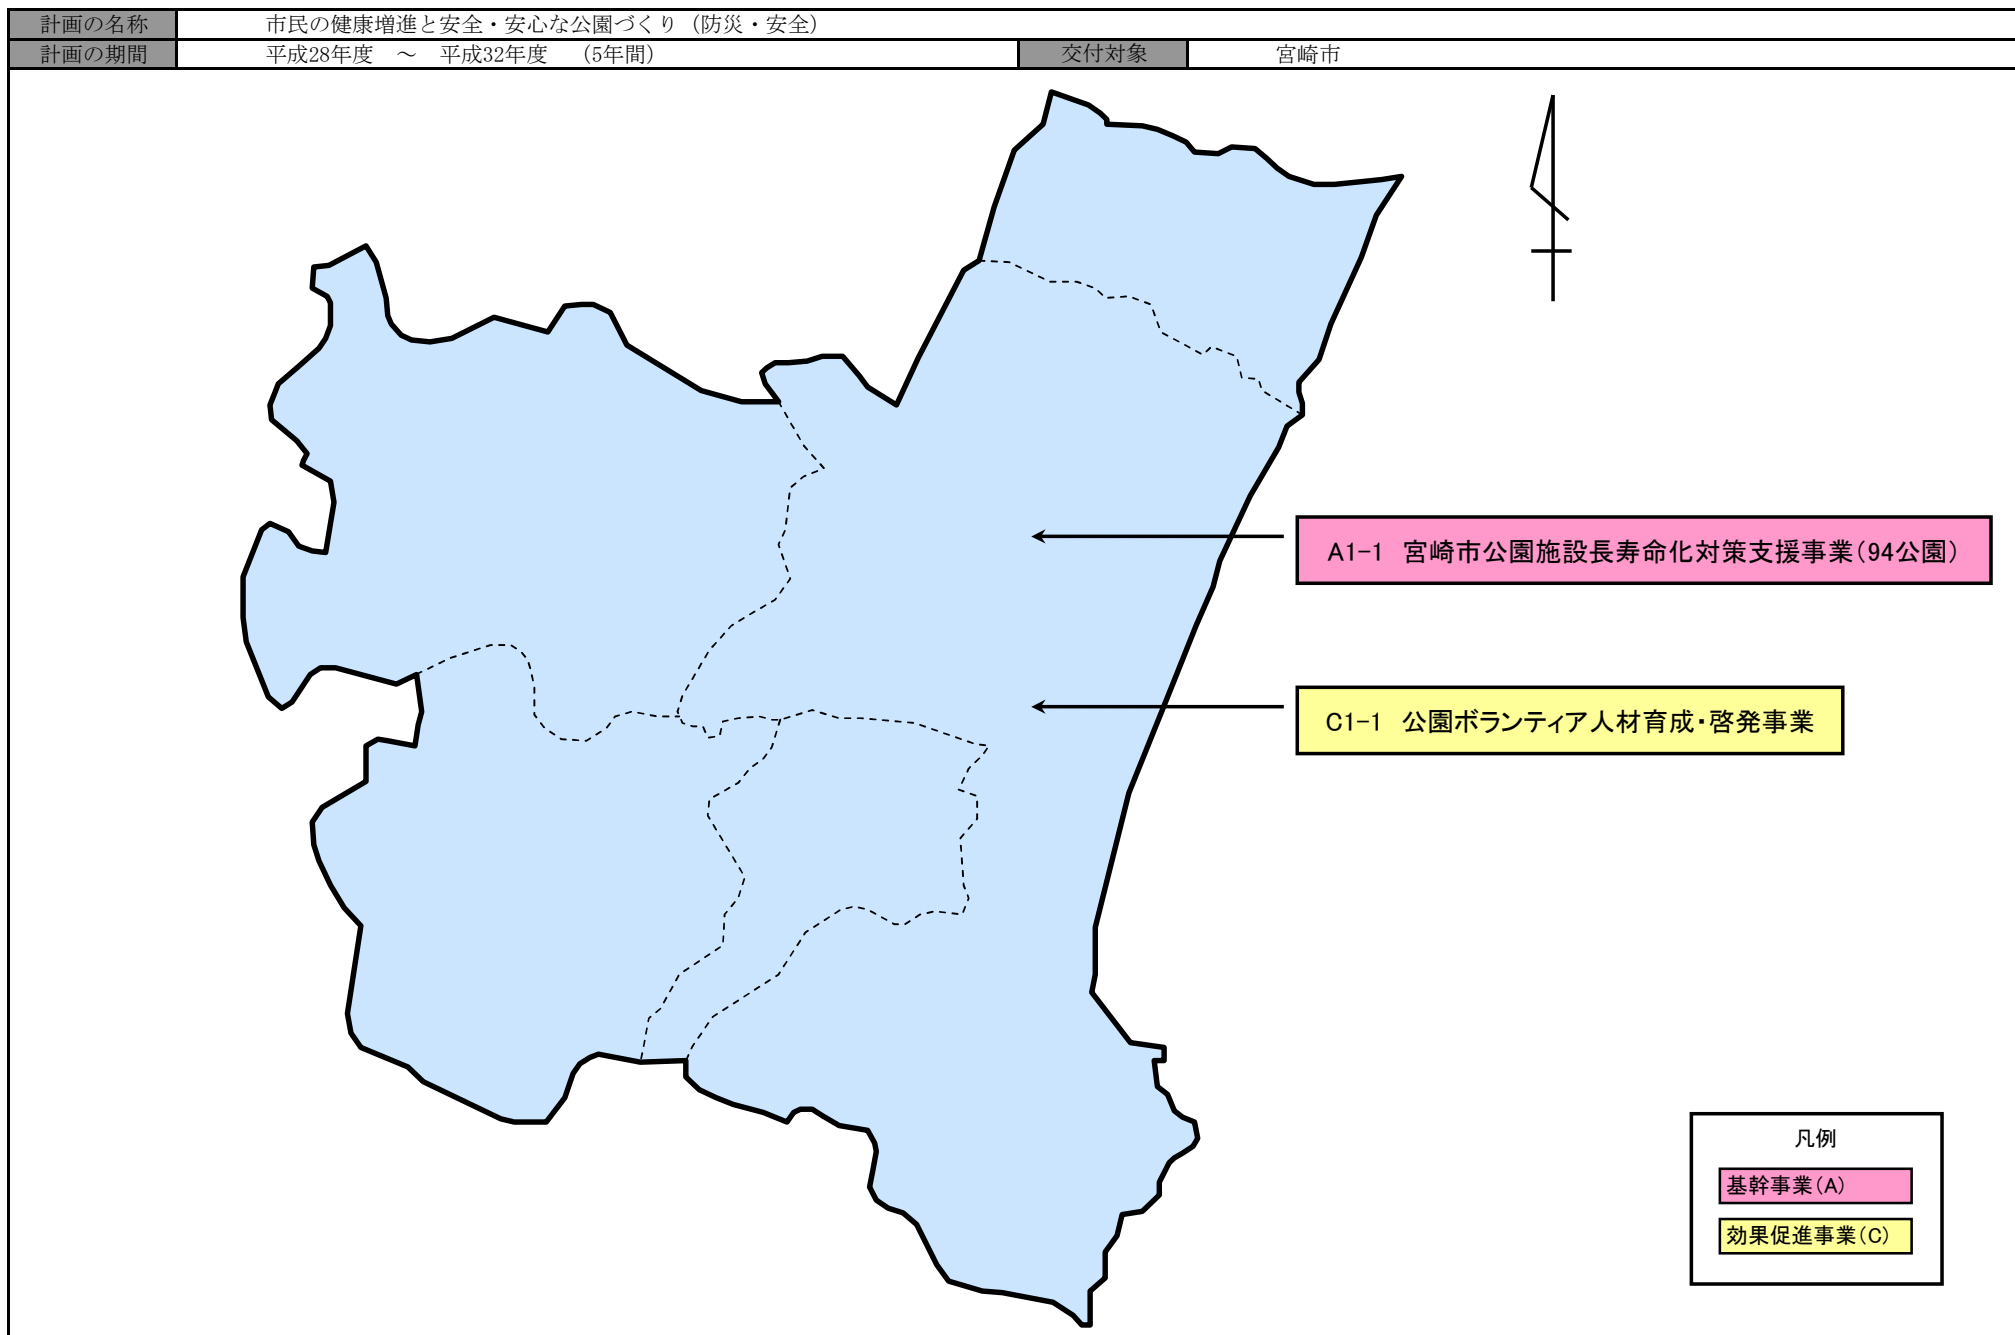 計画の名称 市民の健康増進と安全・安心な公園づくり（防災・安全）
計画の期間 平成28年度 ～ 平成32年度 （5年間） 交付対象 宮崎市
A1-1 宮崎市公園施設長寿命化対策支援事業（94公園）
C1-1 公園ボランティア人材育成・啓発事業
凡例
基幹事業（A）
効果促進事業（C）